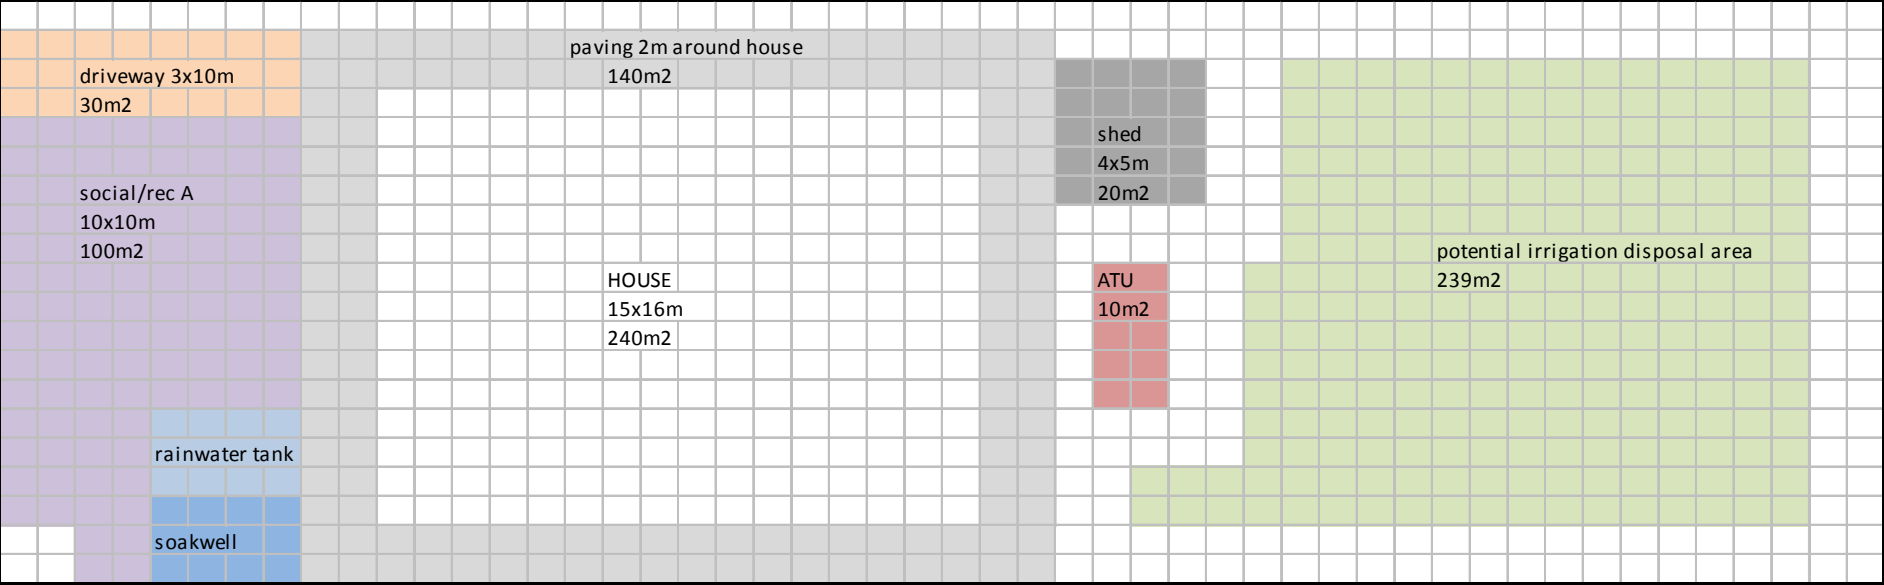 paving 2m around house
140m2
driveway 3x10m
30m2
shed
4x5m
20m2
social/rec A
10x10m
100m2
HOUSE
15x16m
240m2
ATU
10m2
potential irrigation disposal area
239m2
rainwater tank
soakwell